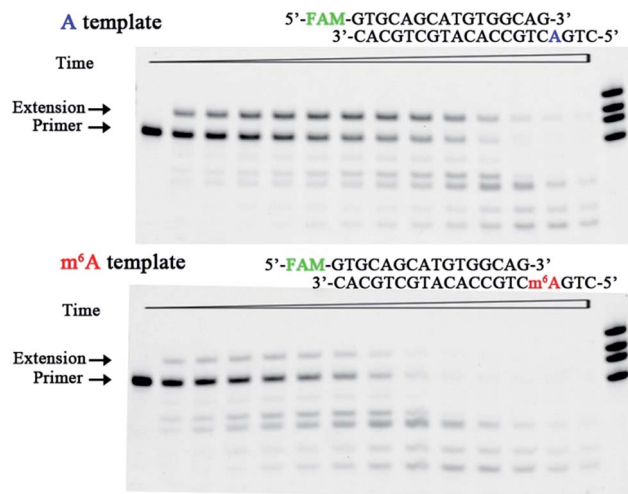 A template
5'-FAM-GTGCAGCATGTGGCAG-3'
3'-CACGTCGTACACCGTCAGTC-5'
Time
Extension
Primer
m⁶A template
5'-FAM-GTGCAGCATGTGGCAG-3'
3'-CACGTCGTACACCGTCm⁶AGTC-5'
Time
Extension
Primer